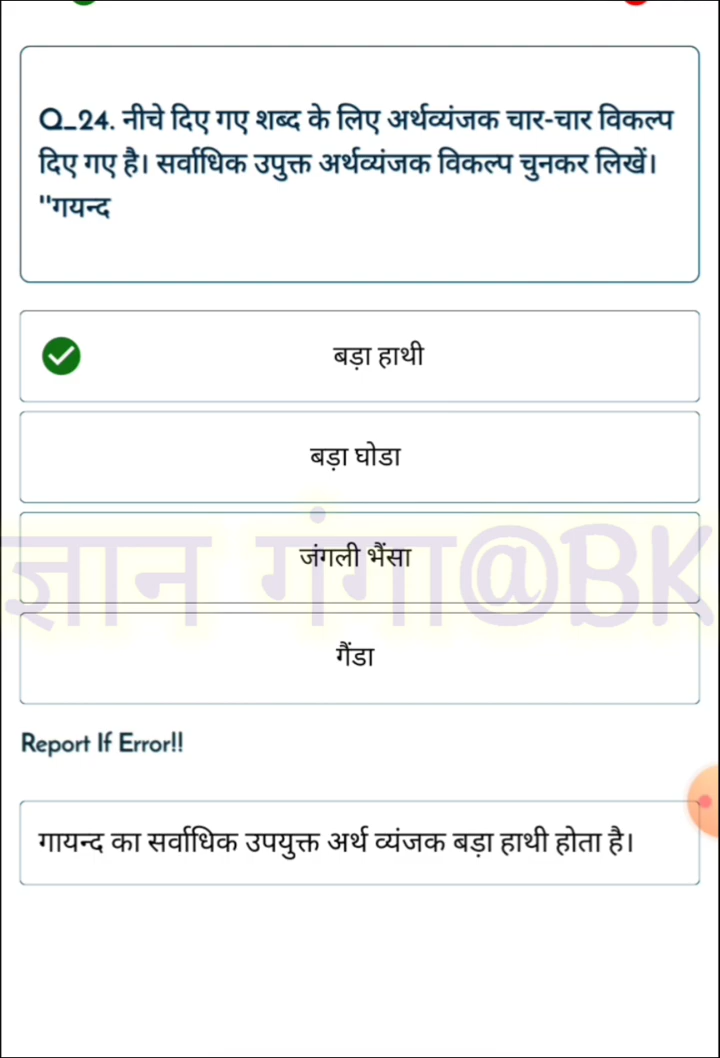 Q_24. नीचे दिए गए शब्द के लिए अर्थव्यंजक चार-चार विकल्प
दिए गए है। सर्वाधिक उपुक्त अर्थव्यंजक विकल्प चुनकर लिखें।
"गयन्द
बड़ा हाथी
बड़ा घोडा
जंगली भैंसा
ज्ञान गंगा@BK
गैंडा
Report If Error!!
गायन्द का सर्वाधिक उपयुक्त अर्थ व्यंजक बड़ा हाथी होता है।